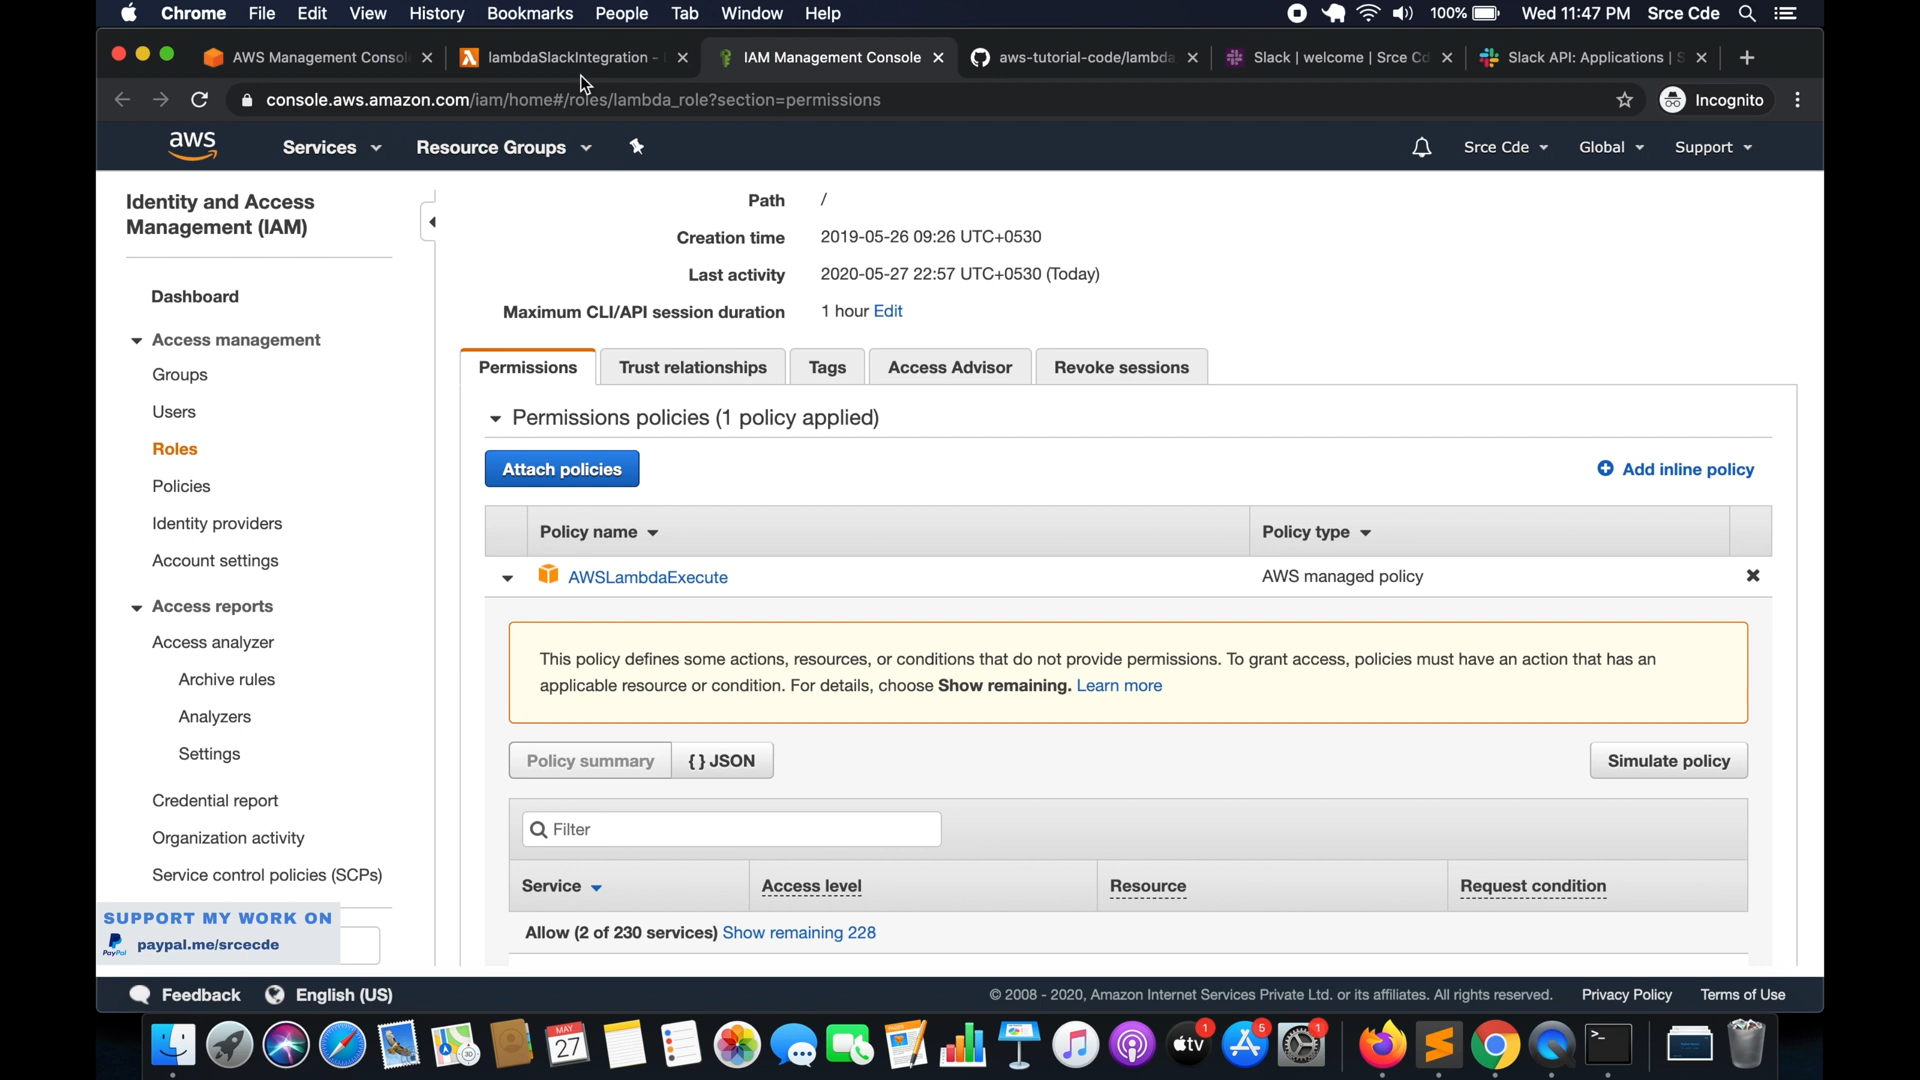 Chrome File Edit View History Bookmarks People Tab Window Help 100% Wed 11:47 PM Srce Cde
AWS Management Consol lambdaSlackIntegration - IAM Management Console aws-tutorial-code/lambda Slack | welcome | Srce Cd Slack API: Applications | S
console.aws.amazon.com/iam/home#/roles/lambda_role?section=permissions Incognito
aws Services Resource Groups Srce Cde Global Support
Identity and Access
Management (IAM)
Dashboard
Access management
Groups
Users
Roles
Policies
Identity providers
Account settings
Access reports
Access analyzer
Archive rules
Analyzers
Settings
Credential report
Organization activity
Service control policies (SCPs)
SUPPORT MY WORK ON
PayPal paypal.me/srcecde
Path /
Creation time 2019-05-26 09:26 UTC+0530
Last activity 2020-05-27 22:57 UTC+0530 (Today)
Maximum CLI/API session duration 1 hour Edit
Permissions Trust relationships Tags Access Advisor Revoke sessions
Permissions policies (1 policy applied)
Attach policies Add inline policy
Policy name Policy type
AWSLambdaExecute AWS managed policy
This policy defines some actions, resources, or conditions that do not provide permissions. To grant access, policies must have an action that has an
applicable resource or condition. For details, choose Show remaining. Learn more
Policy summary { } JSON Simulate policy
Filter
Service Access level Resource Request condition
Allow (2 of 230 services) Show remaining 228
Feedback English (US) © 2008 - 2020, Amazon Internet Services Private Ltd. or its affiliates. All rights reserved. Privacy Policy Terms of Use
MAY
27
tv
1
5
1